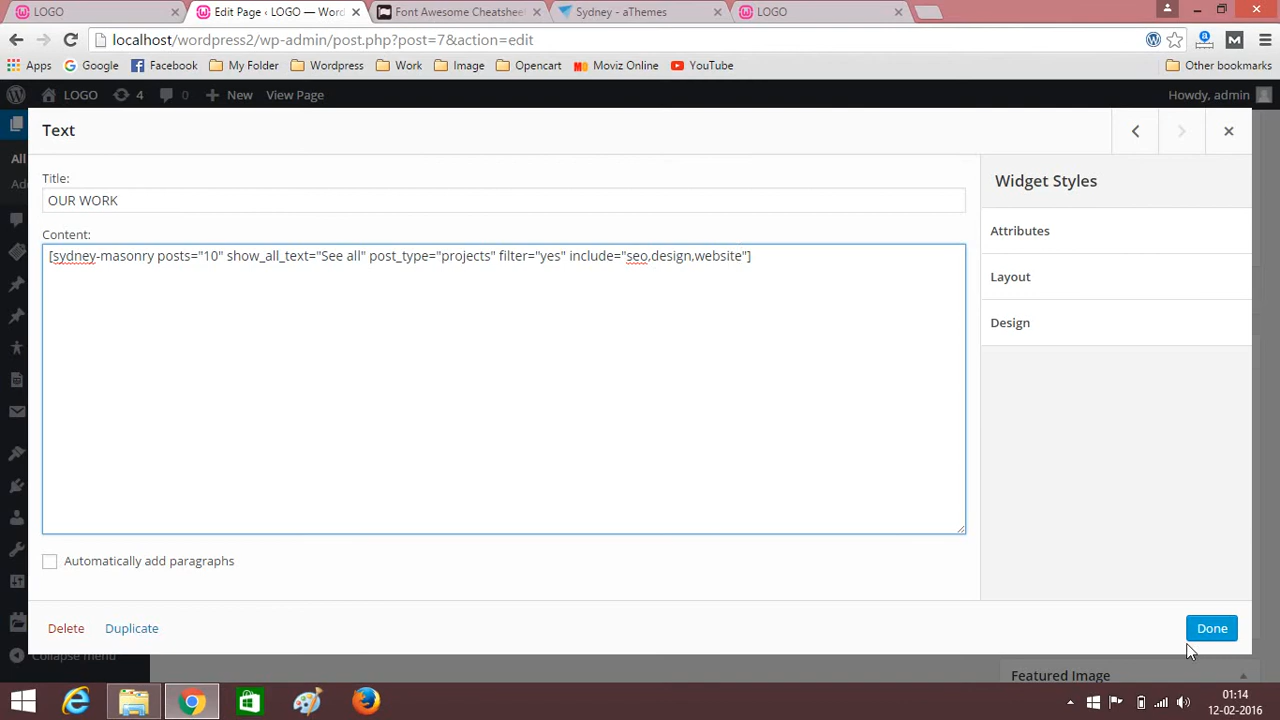 LOGO
Edit Page ‹ LOGO — Word
Font Awesome Cheatshee
Sydney - aThemes
LOGO
localhost/wordpress2/wp-admin/post.php?post=7&action=edit
Apps
Google
Facebook
My Folder
Wordpress
Work
Image
Opencart
Moviz Online
YouTube
Other bookmarks
LOGO
4
0
New
View Page
Howdy, admin
Text
All
Title:
OUR WORK
Content:
[sydney-masonry posts="10" show_all_text="See all" post_type="projects" filter="yes" include="seo,design,website"]
Automatically add paragraphs
Widget Styles
Attributes
Layout
Design
Delete
Duplicate
Done
Collapse menu
Featured Image
01:14
12-02-2016